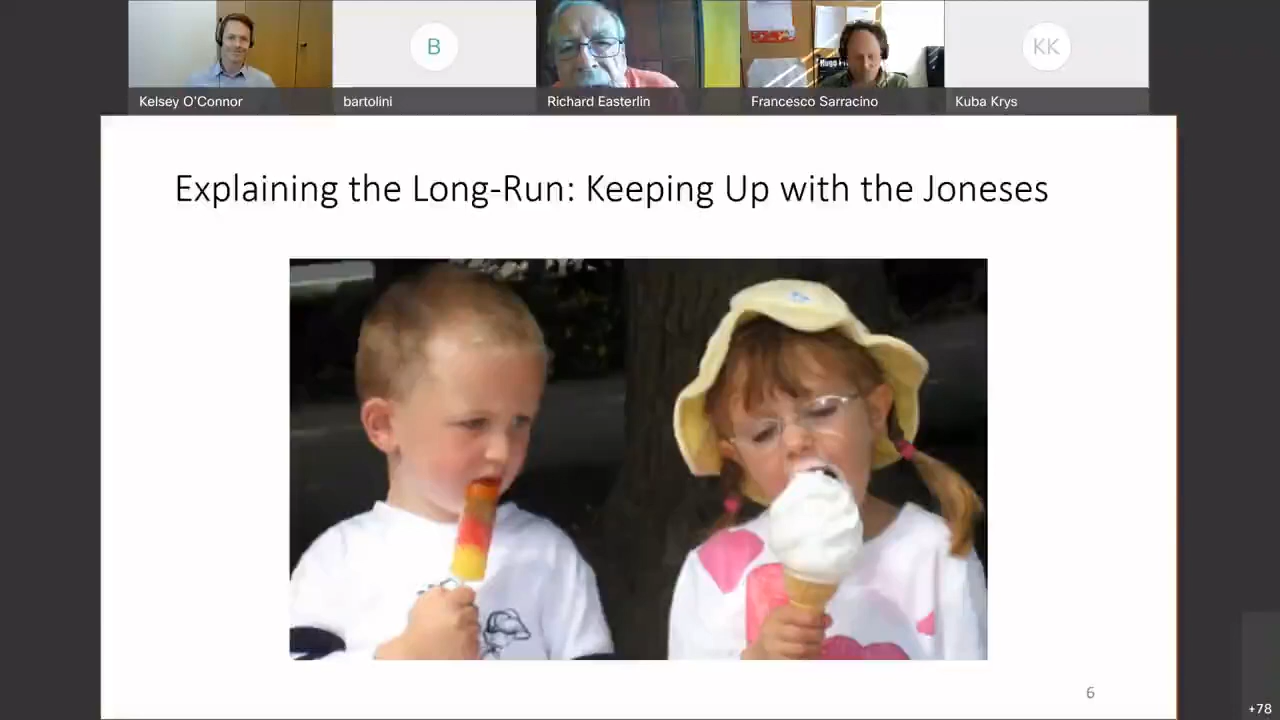 B
KK
Kelsey O'Connor
bartolini
Richard Easterlin
Francesco Sarracino
Kuba Krys
Explaining the Long-Run: Keeping Up with the Joneses
6
+78